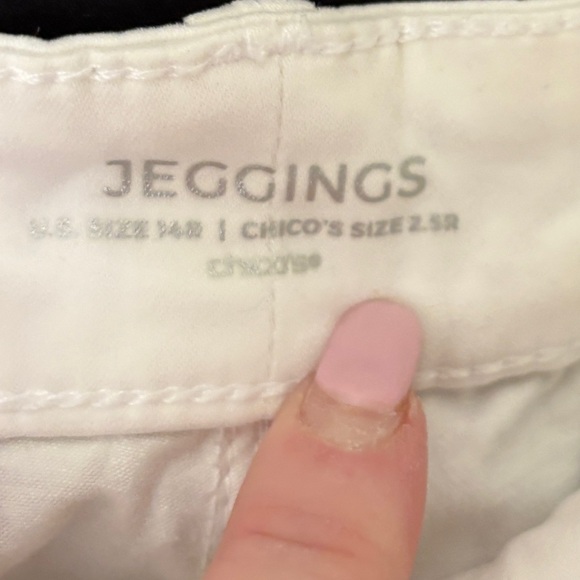 JEGGINGS
U.S. SIZE 14R | CHICO'S SIZE 2.5R
chico's®